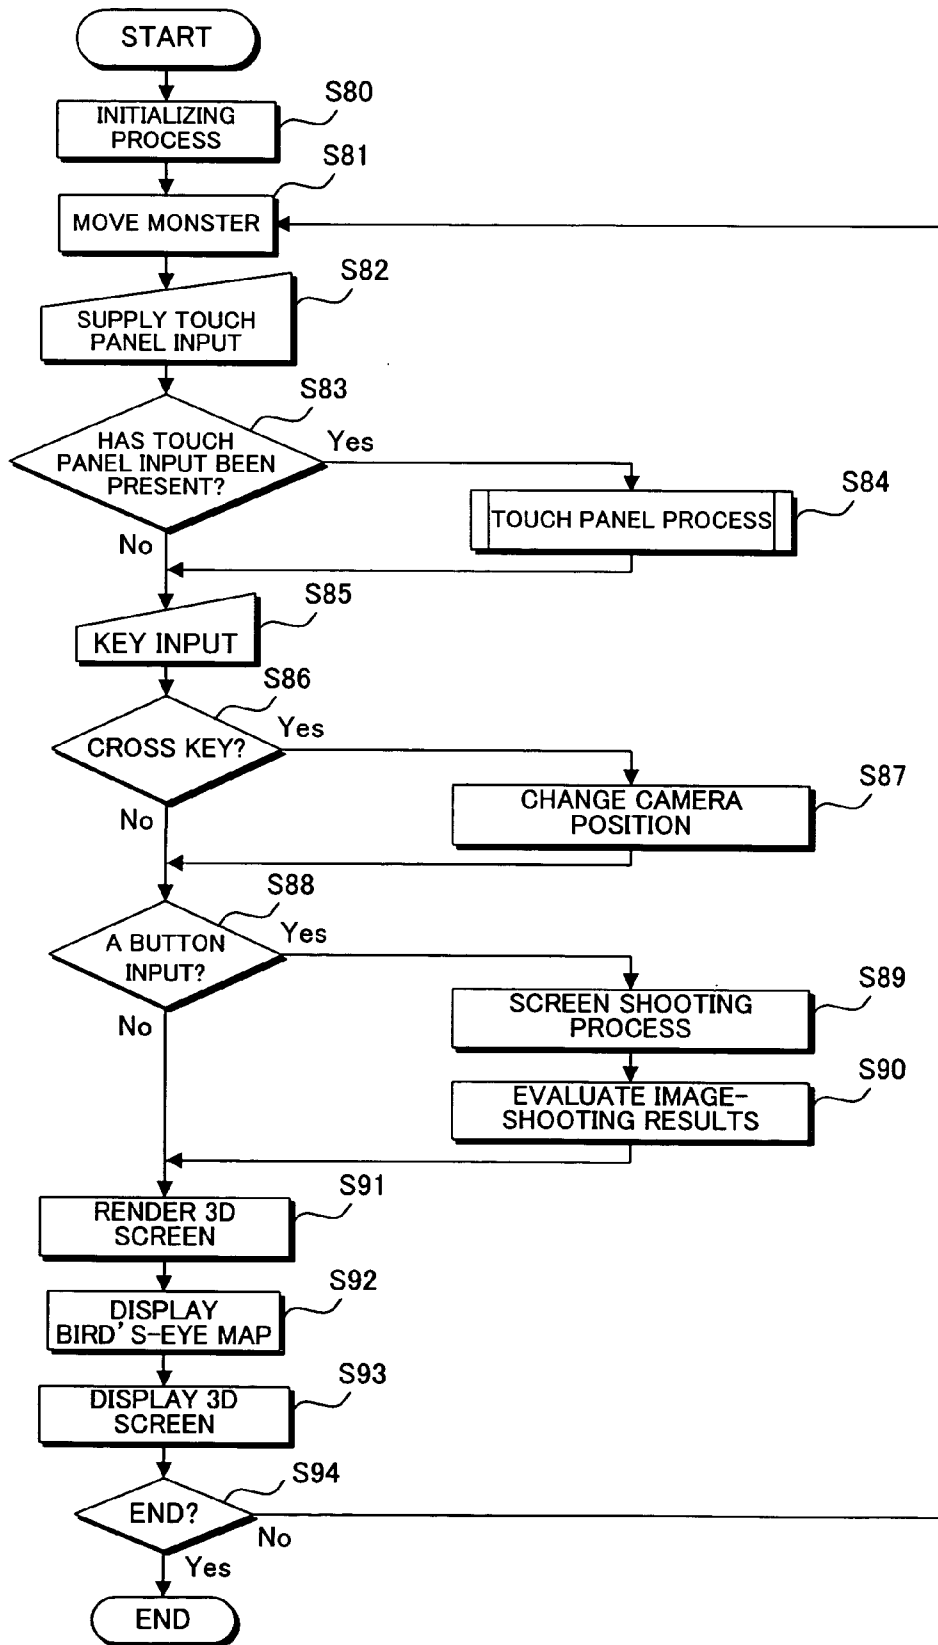 START
S80
INITIALIZING
PROCESS
S81
MOVE MONSTER
S82
SUPPLY TOUCH
PANEL INPUT
S83
HAS TOUCH
PANEL INPUT BEEN
PRESENT?
Yes
S84
TOUCH PANEL PROCESS
No
S85
KEY INPUT
S86
CROSS KEY?
Yes
S87
CHANGE CAMERA
POSITION
No
S88
A BUTTON
INPUT?
Yes
S89
SCREEN SHOOTING
PROCESS
No
S90
EVALUATE IMAGE-
SHOOTING RESULTS
S91
RENDER 3D
SCREEN
S92
DISPLAY
BIRD'S-EYE MAP
S93
DISPLAY 3D
SCREEN
S94
END?
No
Yes
END